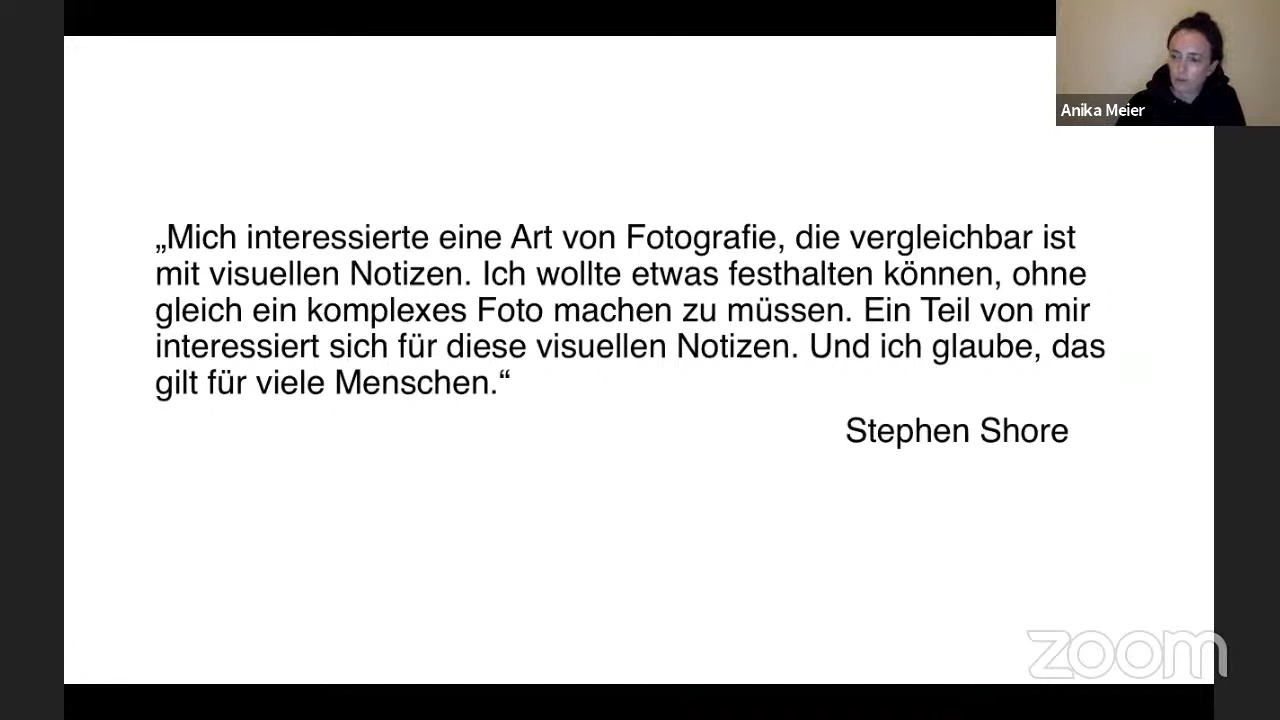 Anika Meier
„Mich interessierte eine Art von Fotografie, die vergleichbar ist
mit visuellen Notizen. Ich wollte etwas festhalten können, ohne
gleich ein komplexes Foto machen zu müssen. Ein Teil von mir
interessiert sich für diese visuellen Notizen. Und ich glaube, das
gilt für viele Menschen.“
Stephen Shore
zoom